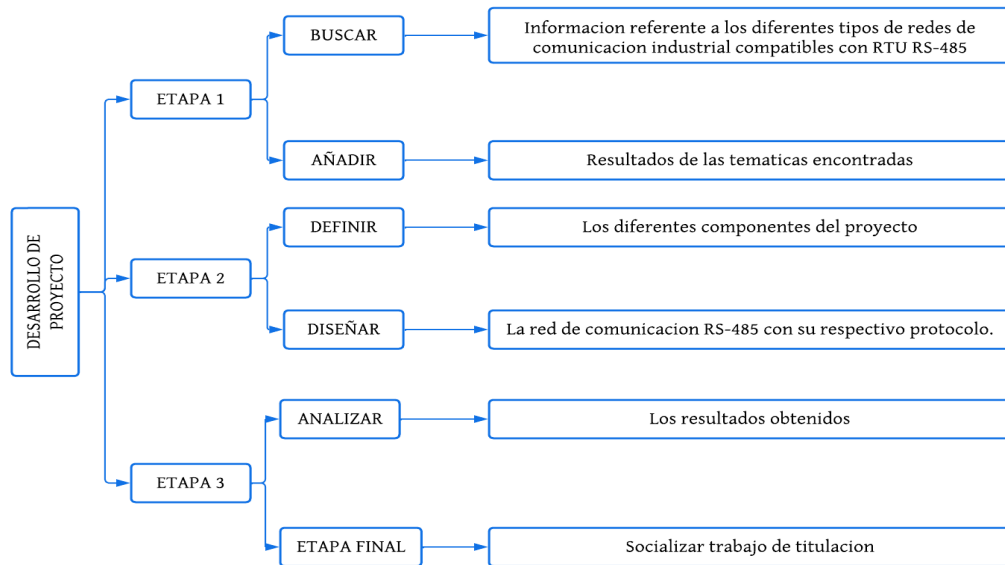 DESARROLLO DE
PROYECTO
ETAPA 1
BUSCAR
Informacion referente a los diferentes tipos de redes de
comunicacion industrial compatibles con RTU RS-485
AÑADIR
Resultados de las tematicas encontradas
ETAPA 2
DEFINIR
Los diferentes componentes del proyecto
DISEÑAR
La red de comunicacion RS-485 con su respectivo protocolo.
ETAPA 3
ANALIZAR
Los resultados obtenidos
ETAPA FINAL
Socializar trabajo de titulacion